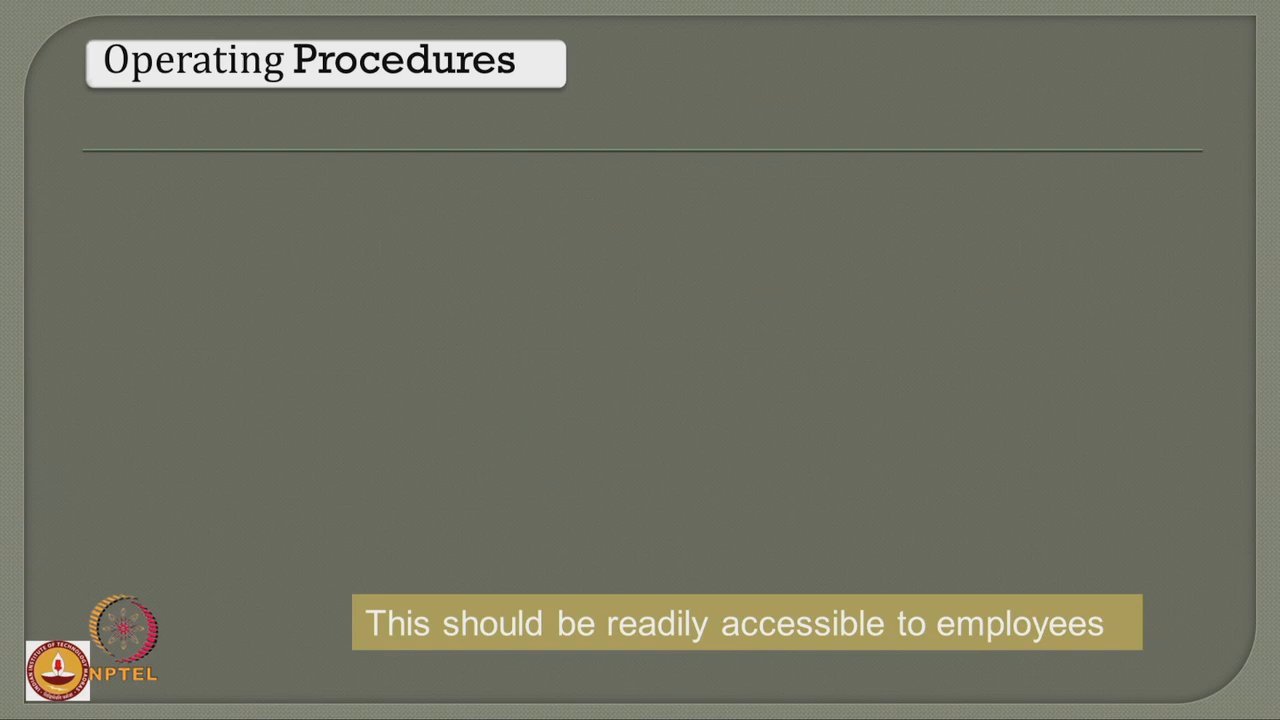 Operating Procedures
This should be readily accessible to employees
NPTEL